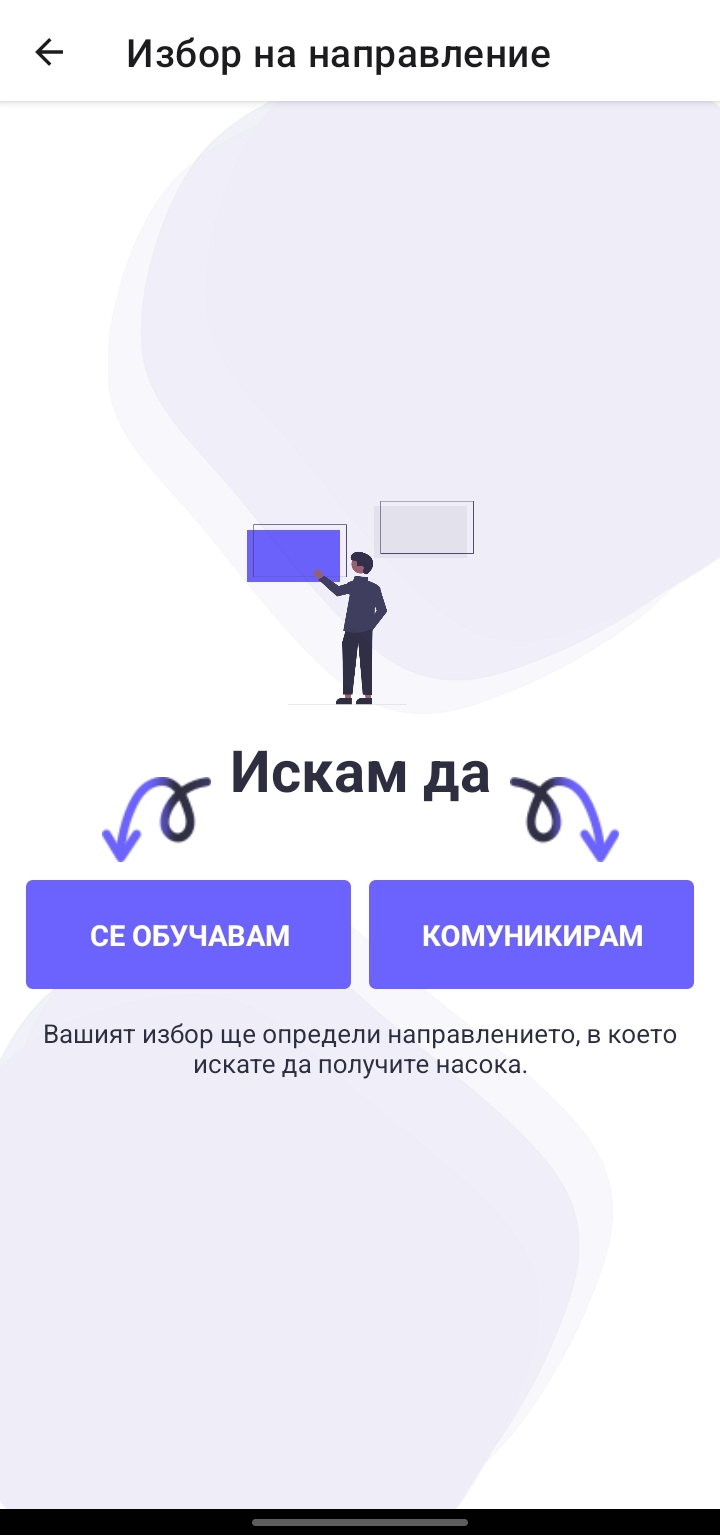 Избор на направление
Искам да
СЕ ОБУЧАВАМ
КОМУНИКИРАМ
Вашият избор ще определи направлението, в което
искате да получите насока.